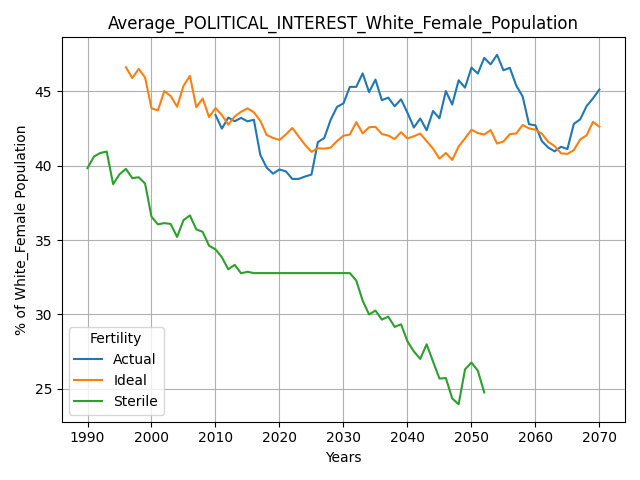 Average_POLITICAL_INTEREST_White_Female_Population
% of White_Female Population
45
40
35
30
25
Fertility
Actual
Ideal
Sterile
1990 2000 2010 2020 2030 2040 2050 2060 2070
Years